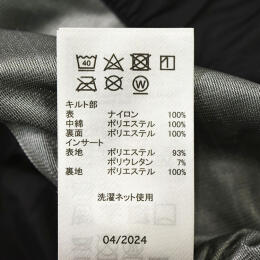 40
W
キルト部
表 ナイロン 100%
中綿 ポリエステル 100%
裏面 ポリエステル 100%
インサート
表地 ポリエステル 93%
ポリウレタン 7%
裏地 ポリエステル 100%
洗濯ネット使用
04/2024